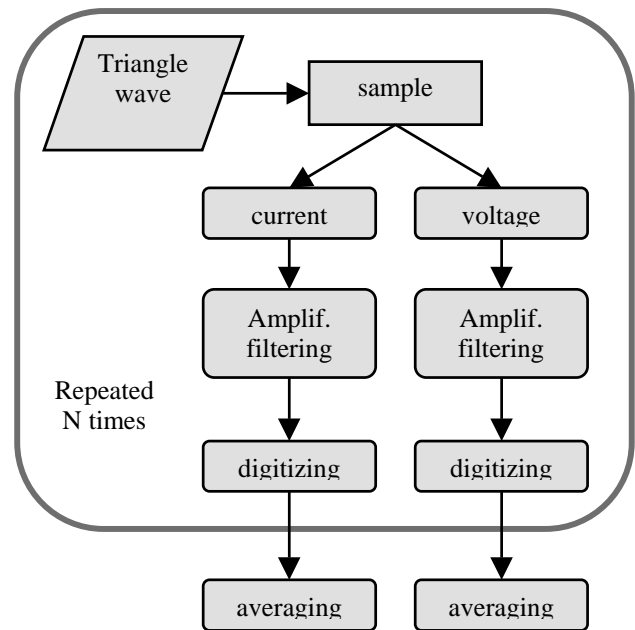 Triangle
wave
sample
current
voltage
Amplif.
filtering
Amplif.
filtering
Repeated
N times
digitizing
digitizing
averaging
averaging